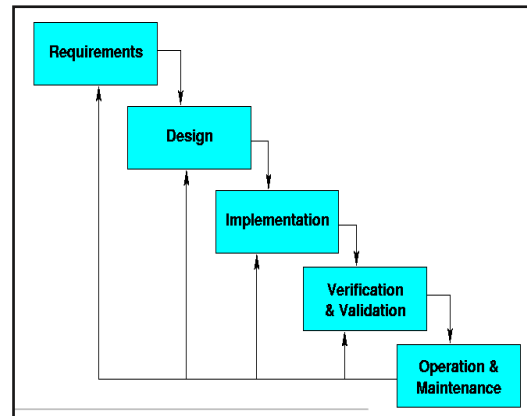 Requirements
Design
Implementation
Verification
& Validation
Operation &
Maintenance